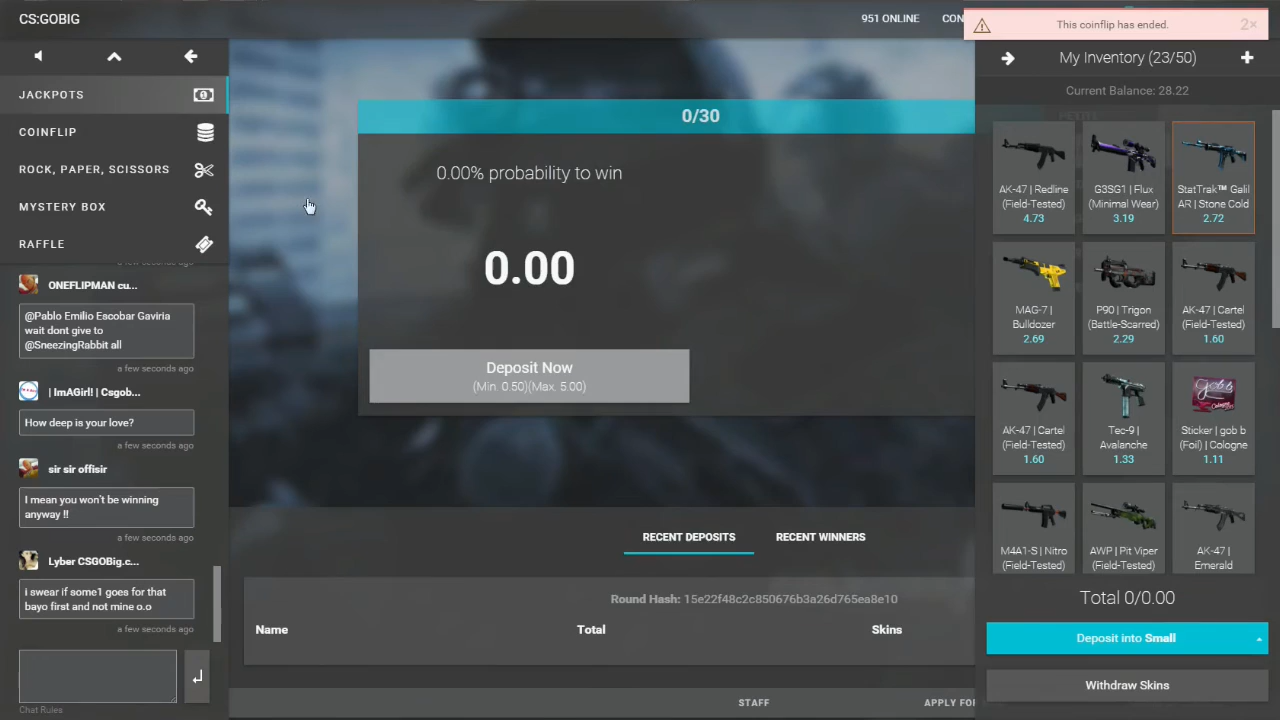 CS:GOBIG
951 ONLINE
This coinflip has ended.
2×
JACKPOTS
COINFLIP
ROCK, PAPER, SCISSORS
MYSTERY BOX
RAFFLE
ONEFLIPMAN cu...
@Pablo Emilio Escobar Gaviria
wait dont give to
@SneezingRabbit all
a few seconds ago
| ImAGirl! | Csgob...
How deep is your love?
a few seconds ago
sir sir offisir
I mean you won't be winning
anyway !!
a few seconds ago
Lyber CSGOBig.c...
i swear if some1 goes for that
bayo first and not mine o.o
a few seconds ago
Chat Rules
0/30
0.00% probability to win
0.00
Deposit Now
(Min. 0.50)(Max. 5.00)
RECENT DEPOSITS
RECENT WINNERS
Round Hash: 15e22f48c2c850676b3a26d765ea8e10
Name
Total
Skins
STAFF
APPLY FOR
My Inventory (23/50)
Current Balance: 28.22
AK-47 | Redline
(Field-Tested)
4.73
G3SG1 | Flux
(Minimal Wear)
3.19
StatTrak™ Galil
AR | Stone Cold
2.72
MAG-7 |
Bulldozer
2.69
P90 | Trigon
(Battle-Scarred)
2.29
AK-47 | Cartel
(Field-Tested)
1.60
AK-47 | Cartel
(Field-Tested)
1.60
Tec-9 |
Avalanche
1.33
Sticker | gob b
(Foil) | Cologne
1.11
M4A1-S | Nitro
(Field-Tested)
AWP | Pit Viper
(Field-Tested)
AK-47 |
Emerald
Total 0/0.00
Deposit into Small
Withdraw Skins